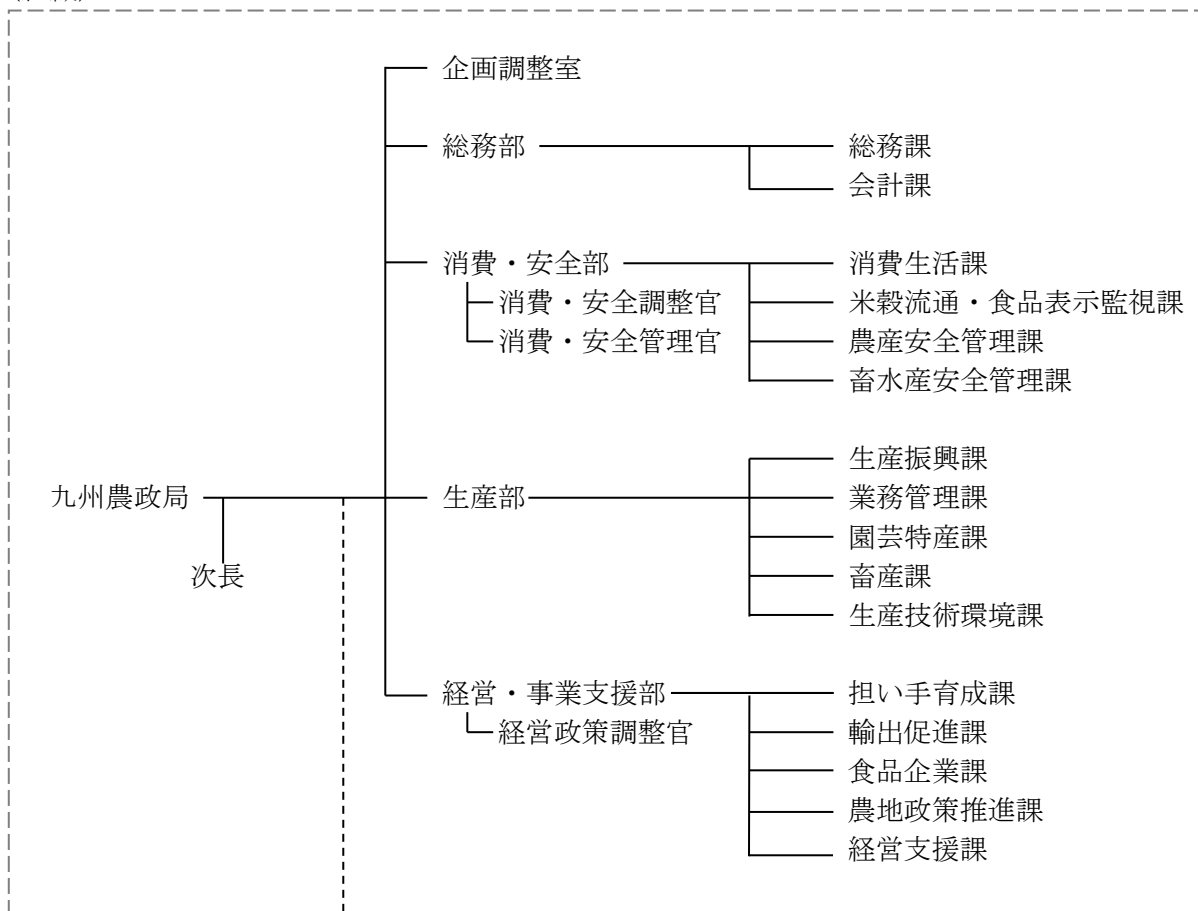 企画調整室
総務部
総務課
会計課
消費・安全部
消費・安全調整官
消費・安全管理官
消費生活課
米穀流通・食品表示監視課
農産安全管理課
畜水産安全管理課
九州農政局
次長
生産部
生産振興課
業務管理課
園芸特産課
畜産課
生産技術環境課
経営・事業支援部
経営政策調整官
担い手育成課
輸出促進課
食品企業課
農地政策推進課
経営支援課